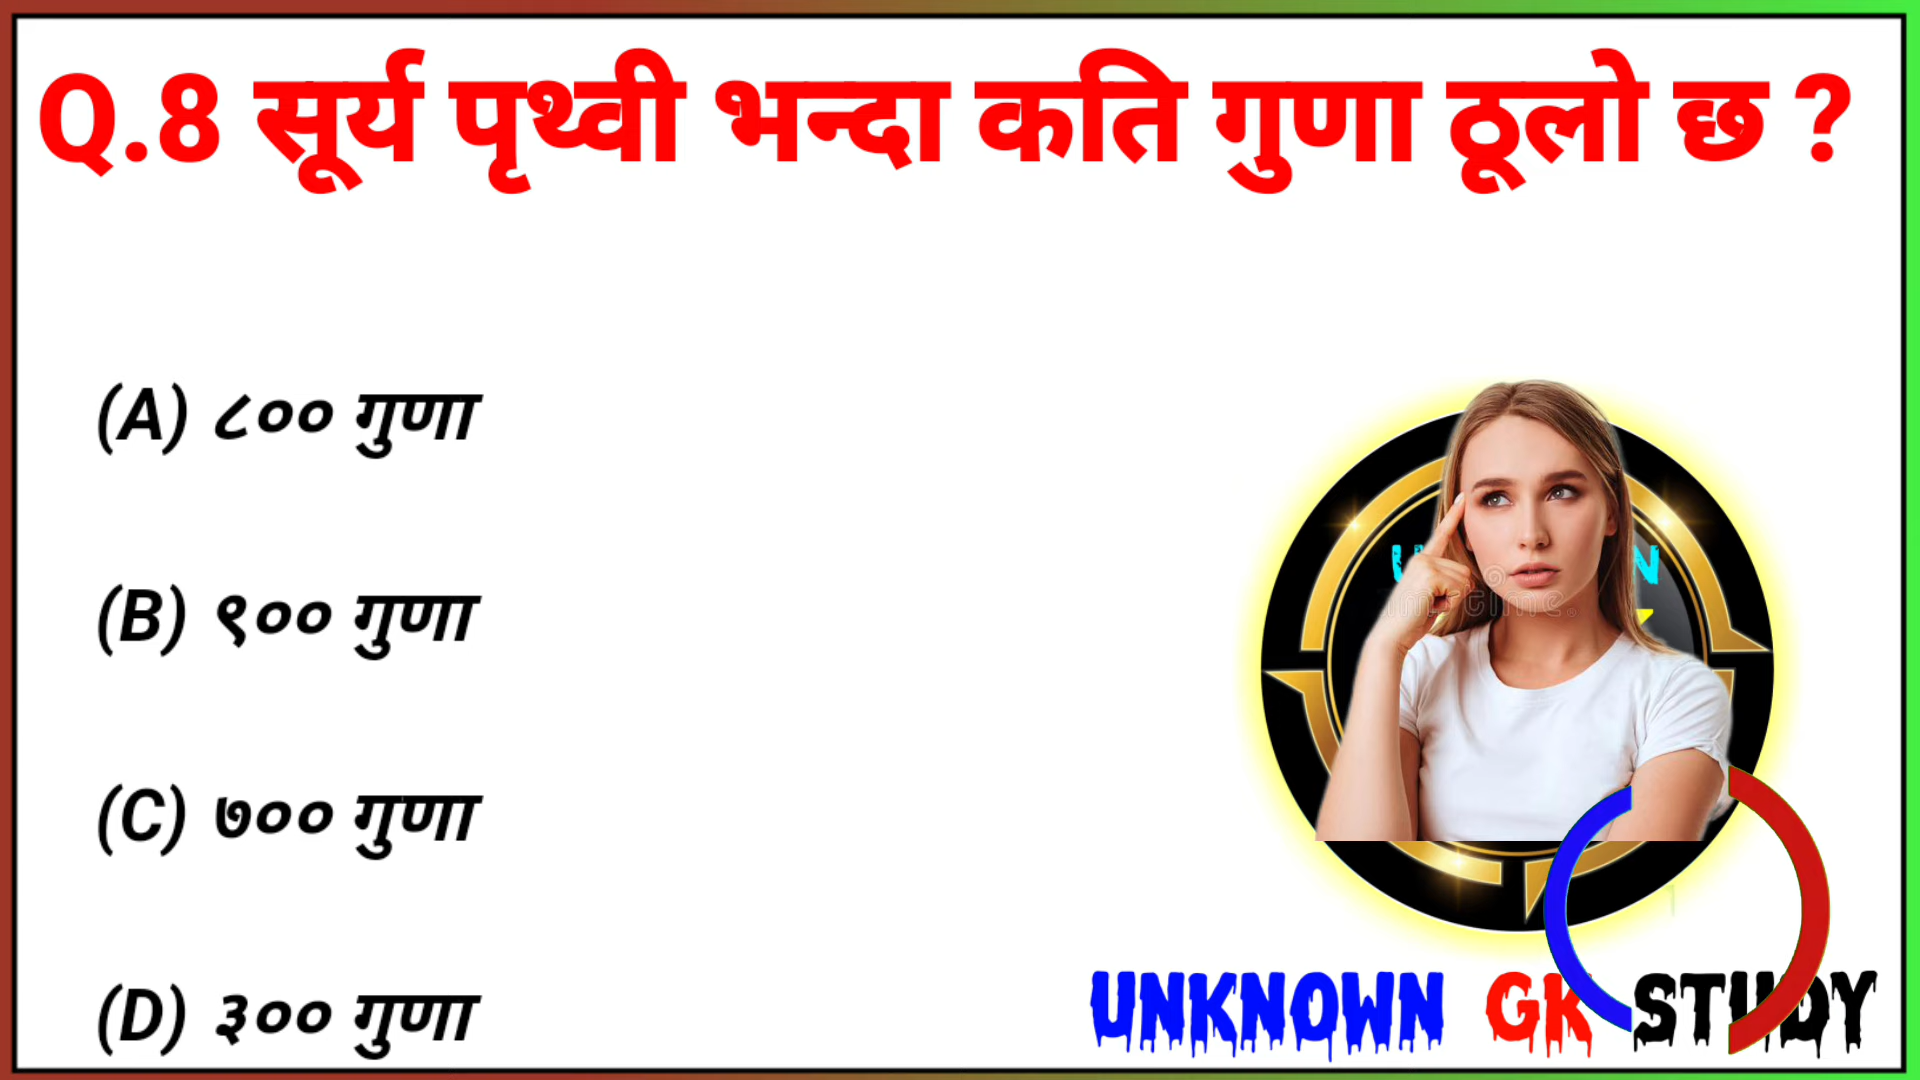 Q.8 सूर्य पृथ्वी भन्दा कति गुणा ठूलो छ ?
(A) ८०० गुणा
(B) ९०० गुणा
(C) ७०० गुणा
(D) ३०० गुणा
UNKNOWN GK STUDY